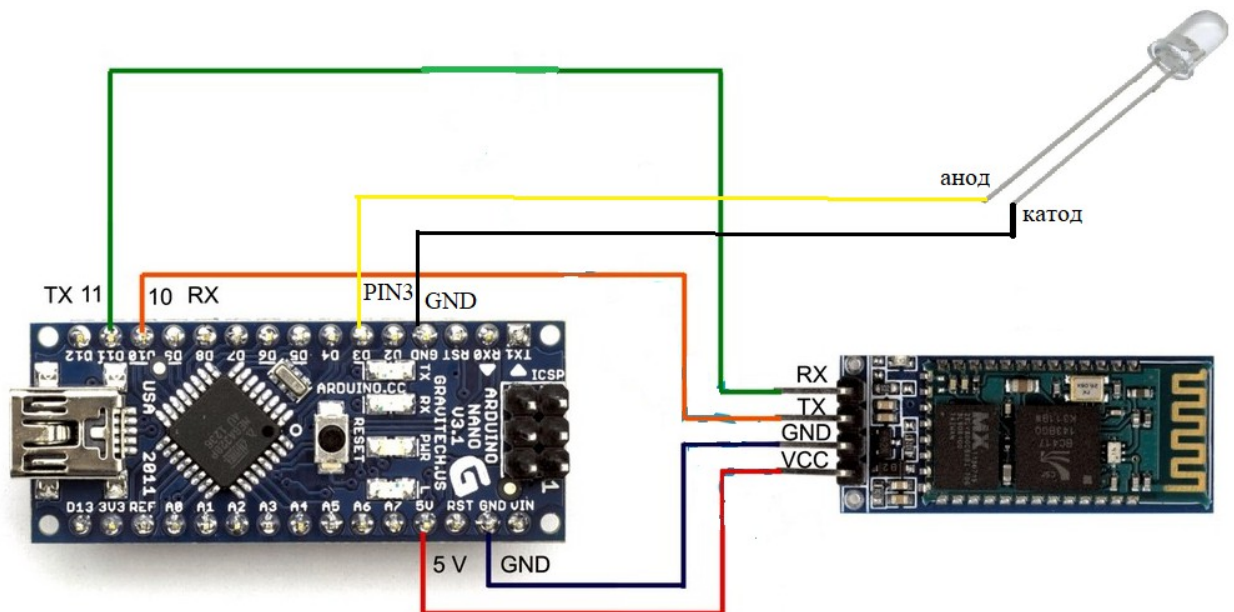 анод
катод
TX 11
10 RX
PIN3
GND
D12
D11
D10
D9
D8
D7
D6
D5
D4
D3
D2
GND
RST
RX0
TX1
TX
RX
PWR
L
RESET
ARDUINO.CC
GRAVITECH.US
ARDUINO
NANO
V3.1
ICSP
1
USA
2011
G
D13 3V3 REF A0 A1 A2 A3 A4 A5 A6 A7 5V RST GND VIN
5 V
GND
RX
TX
GND
VCC
MX
BC417